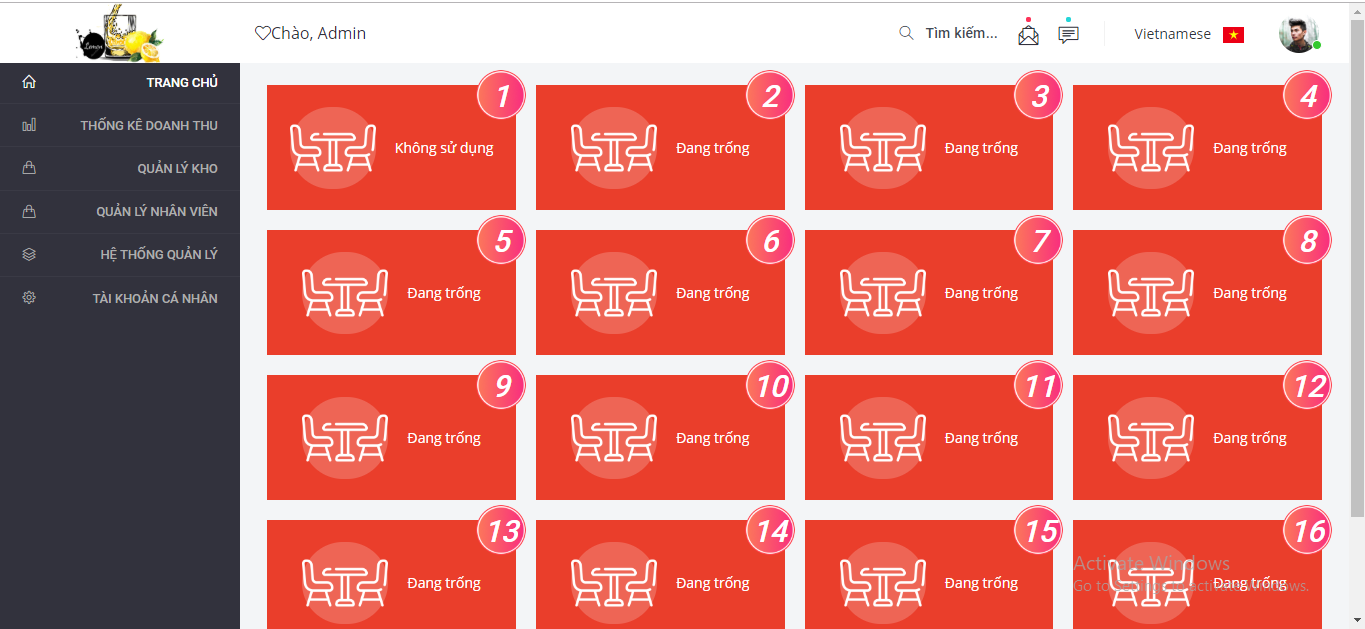 Lemon
Chào, Admin
Tìm kiếm...
Vietnamese
TRANG CHỦ
THỐNG KÊ DOANH THU
QUẢN LÝ KHO
QUẢN LÝ NHÂN VIÊN
HỆ THỐNG QUẢN LÝ
TÀI KHOẢN CÁ NHÂN
1
Không sử dụng
2
Đang trống
3
Đang trống
4
Đang trống
5
Đang trống
6
Đang trống
7
Đang trống
8
Đang trống
9
Đang trống
10
Đang trống
11
Đang trống
12
Đang trống
13
Đang trống
14
Đang trống
15
Đang trống
16
Đang trống
Activate Windows
Go to Settings to activate Windows.